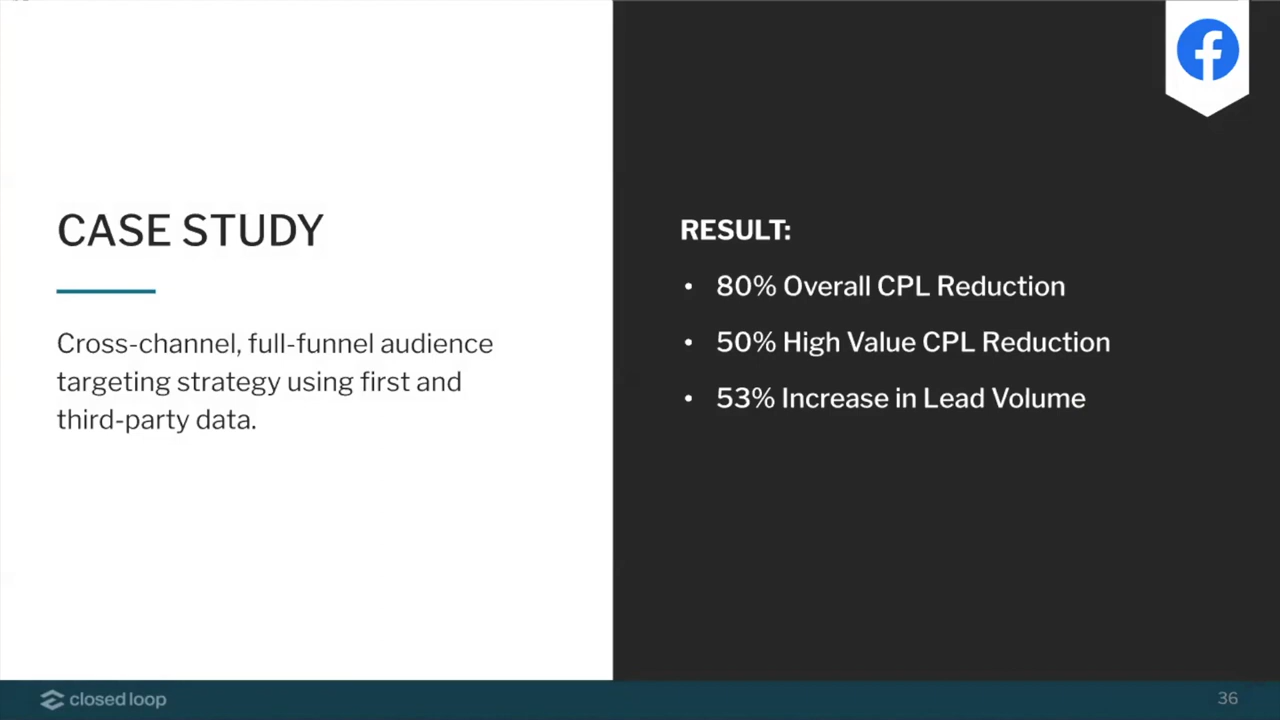 CASE STUDY
Cross-channel, full-funnel audience
targeting strategy using first and
third-party data.
RESULT:
• 80% Overall CPL Reduction
• 50% High Value CPL Reduction
• 53% Increase in Lead Volume
closed loop
36